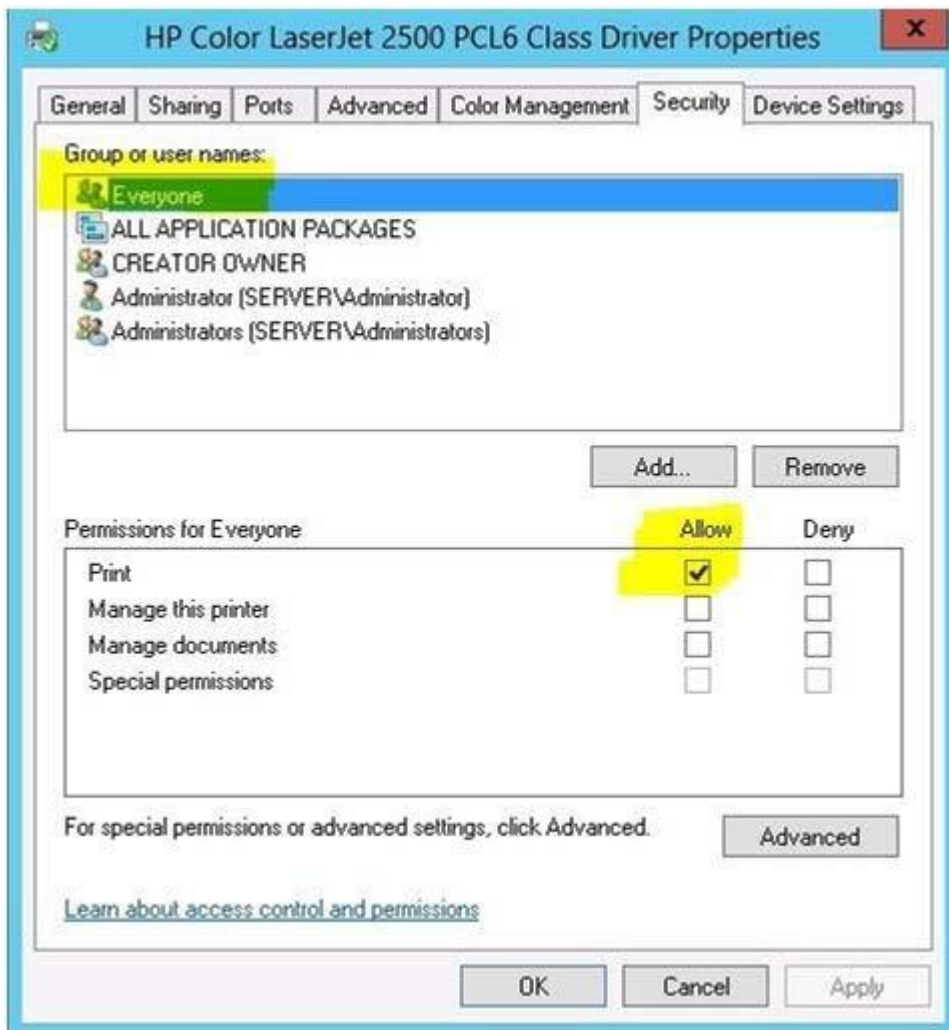 HP Color LaserJet 2500 PCL6 Class Driver Properties
x
General Sharing Ports Advanced Color Management Security Device Settings
Group or user names:
Everyone
ALL APPLICATION PACKAGES
CREATOR OWNER
Administrator (SERVER\Administrator)
Administrators (SERVER\Administrators)
Add... Remove
Permissions for Everyone Allow Deny
Print
Manage this printer
Manage documents
Special permissions
For special permissions or advanced settings, click Advanced. Advanced
Learn about access control and permissions
OK Cancel Apply